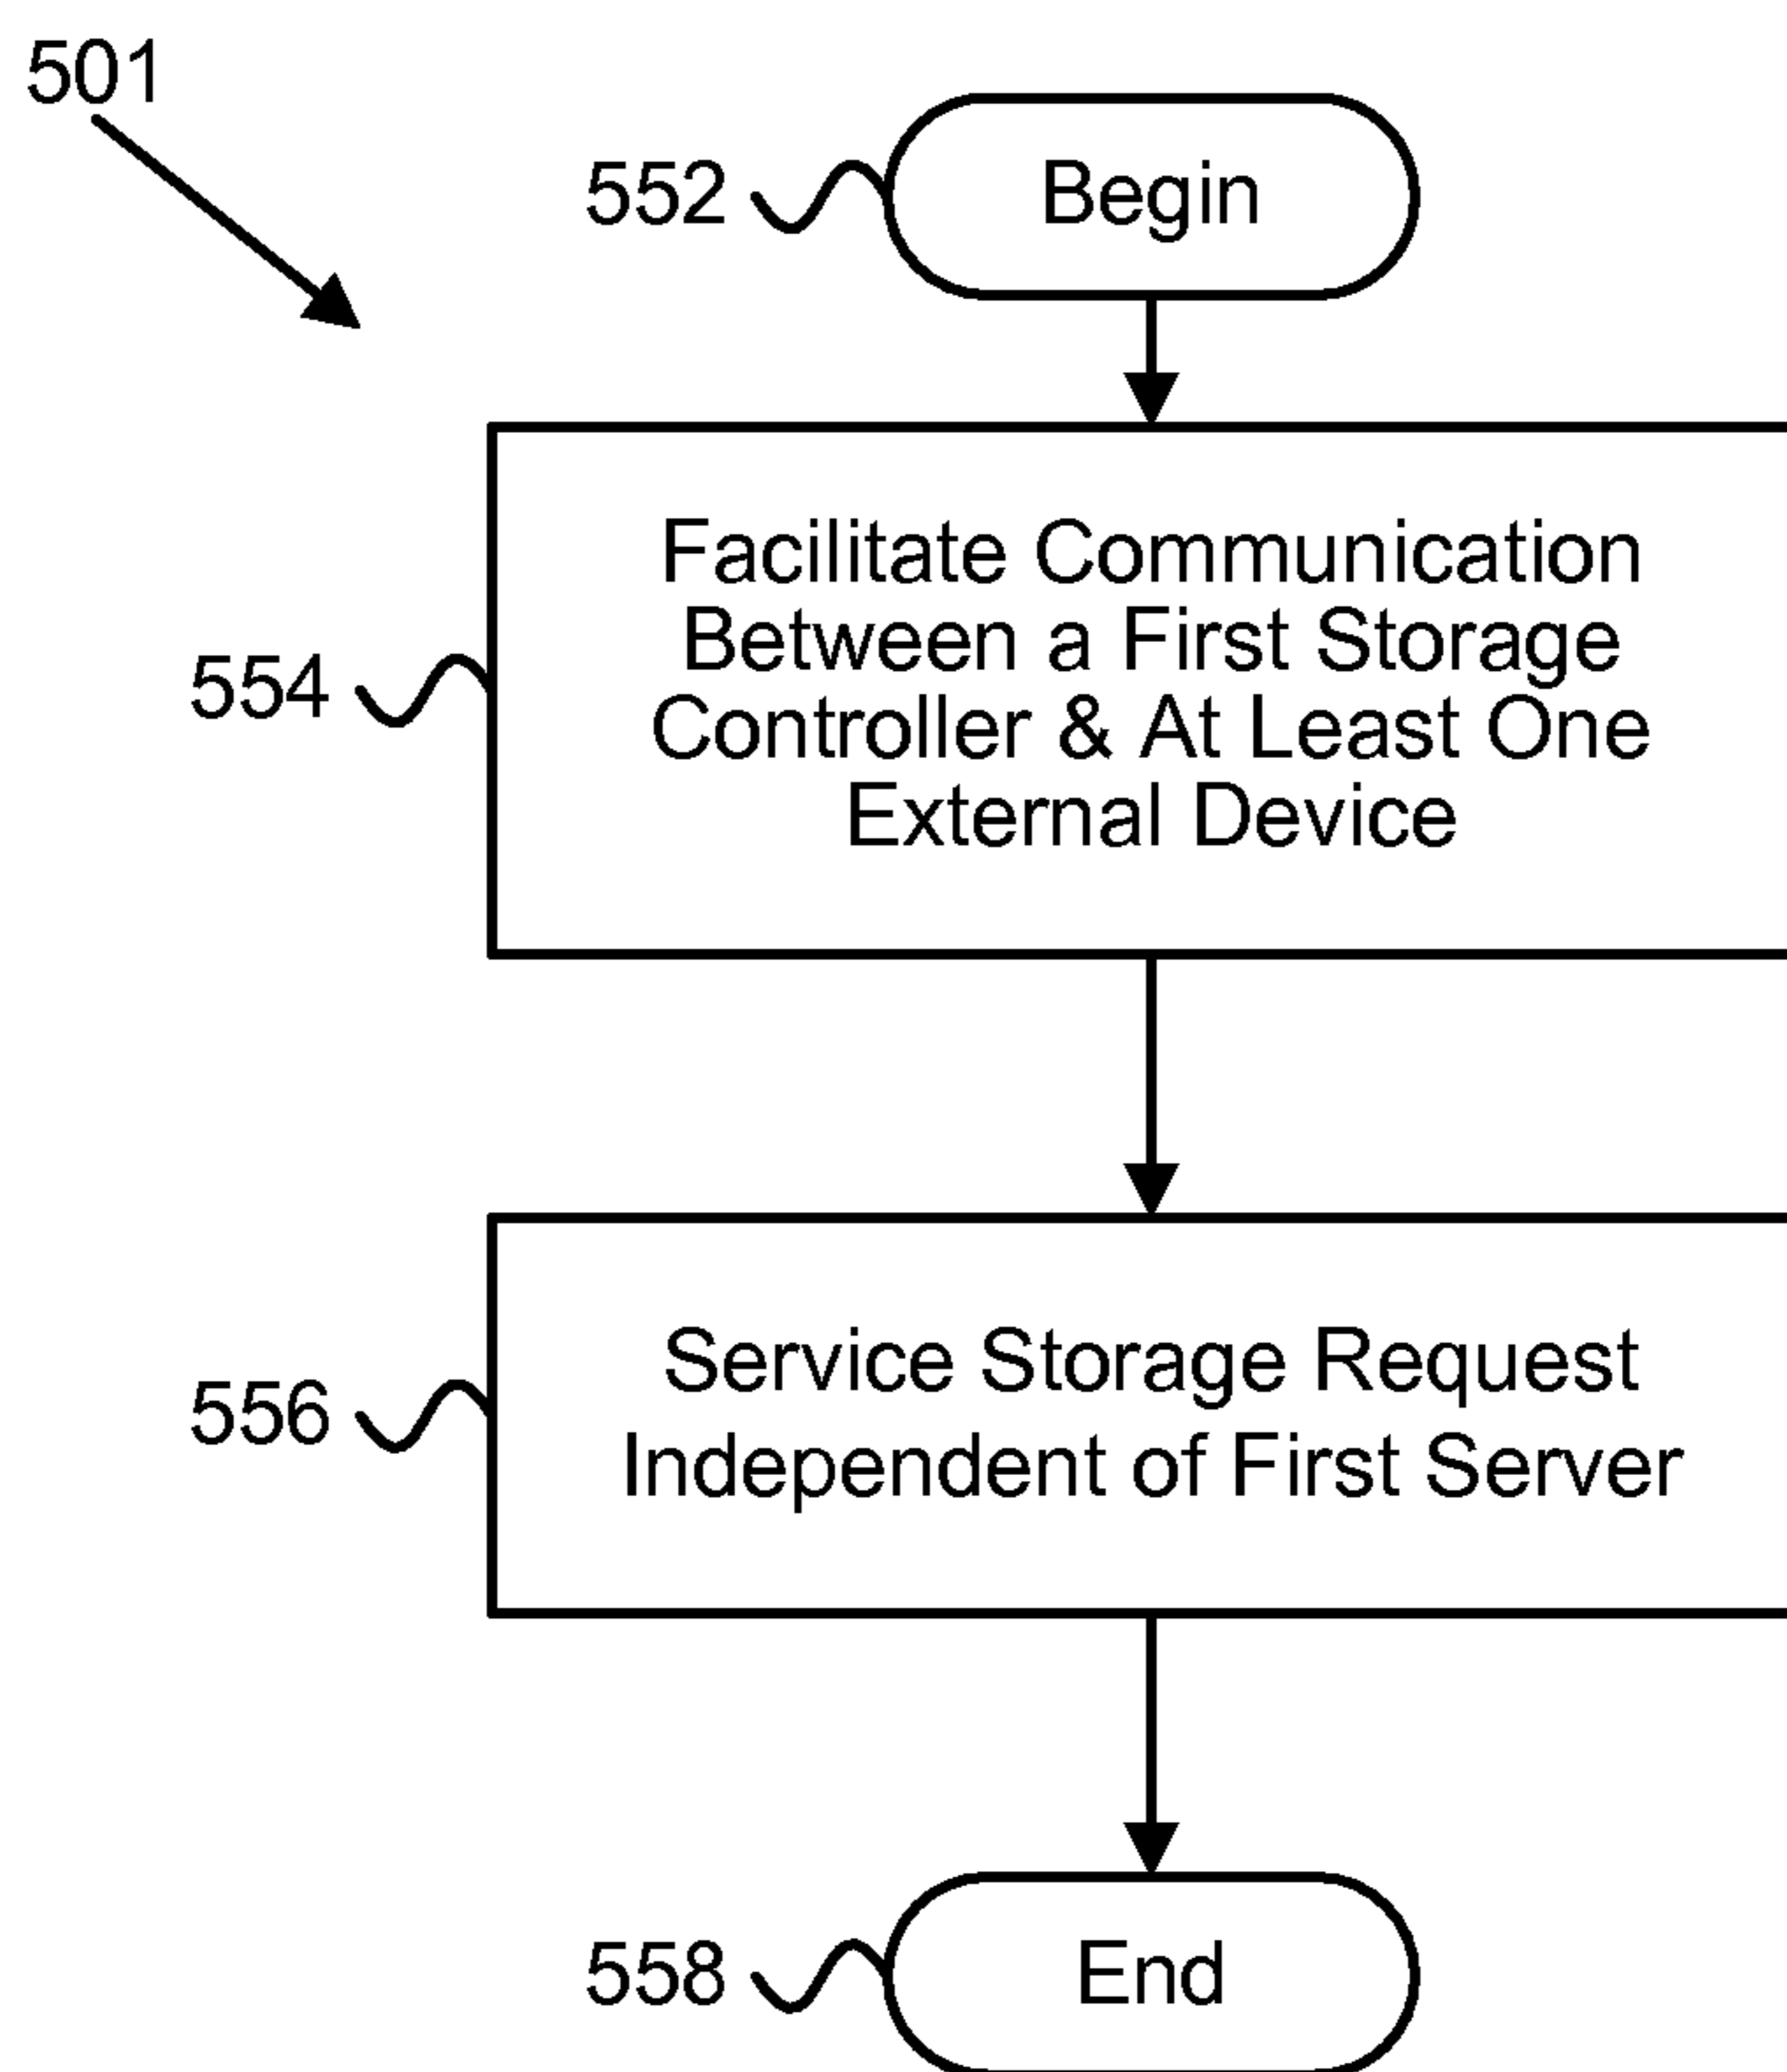 501
552
Begin
Facilitate Communication
Between a First Storage
Controller & At Least One
External Device
554
Service Storage Request
Independent of First Server
556
558
End